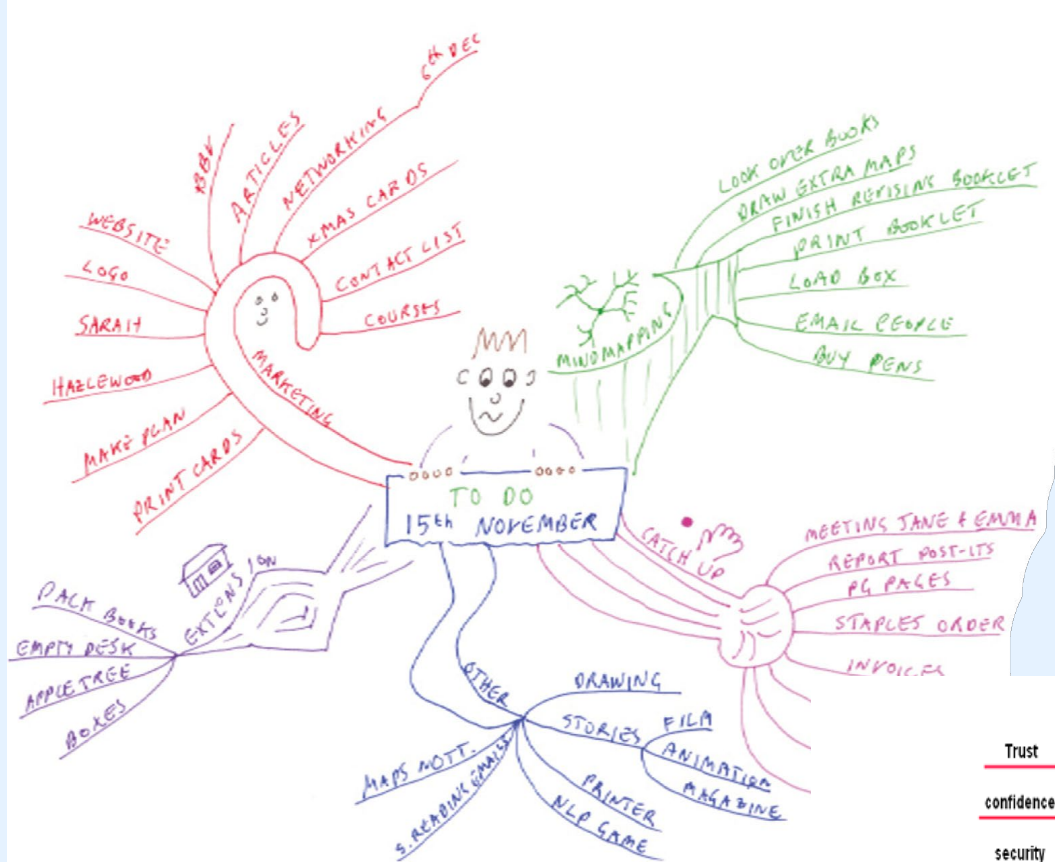 TO DO
15th NOVEMBER
MARKETING
6th DEC
NETWORKING
ARTICLES
BBV
WEBSITE
LOGO
SARAH
HAZLEWOOD
MAKE PLAN
PRINT CARDS
XMAS CARDS
CONTACT LIST
COURSES
MINDMAPPING
LOOK OVER BOOKS
DRAW EXTRA MAPS
FINISH REVISING BOOKLET
PRINT BOOKLET
LOAD BOX
EMAIL PEOPLE
BUY PENS
CATCH UP
MEETING JANE & EMMA
REPORT POST-ITS
PG PAGES
STAPLES ORDER
INVOICES
OTHER
DRAWING
STORIES
FILM
ANIMATION
MAGAZINE
PRINTER
NLP GAME
S. READING EMAILS
MAPS NOTT.
EXTENSION
PACK BOOKS
EMPTY DESK
APPLE TREE
BOXES
Trust
confidence
security